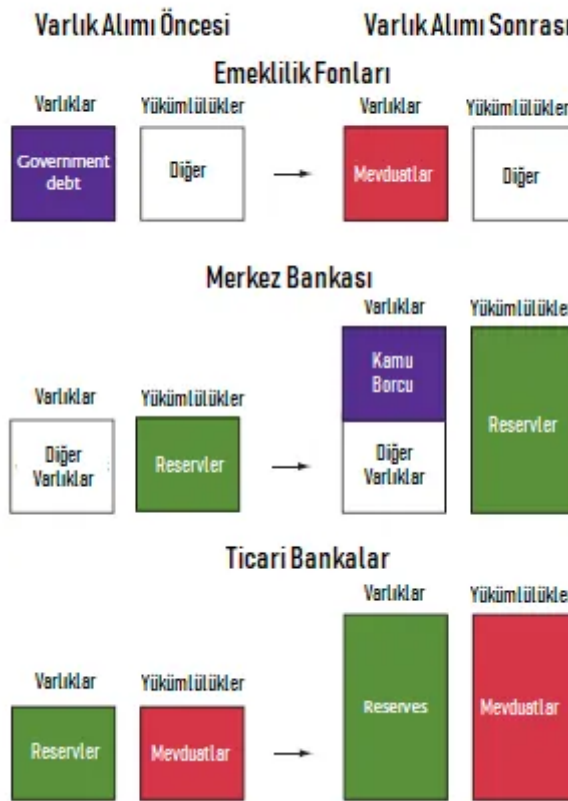 Varlık Alımı Öncesi Varlık Alımı Sonrası
Emeklilik Fonları
Varlıklar Yükümlülükler Varlıklar Yükümlülükler
Government
debt
Diğer
Mevduatlar
Diğer
Merkez Bankası
Varlıklar Yükümlülükle
Kamu
Borcu
Diğer
Varlıklar
Reservler
Varlıklar Yükümlülükler
Diğer
Varlıklar
Reservler
Ticari Bankalar
Varlıklar Yükümlülükle
Reserves
Mevduatlar
Varlıklar Yükümlülükler
Reservler
Mevduatlar